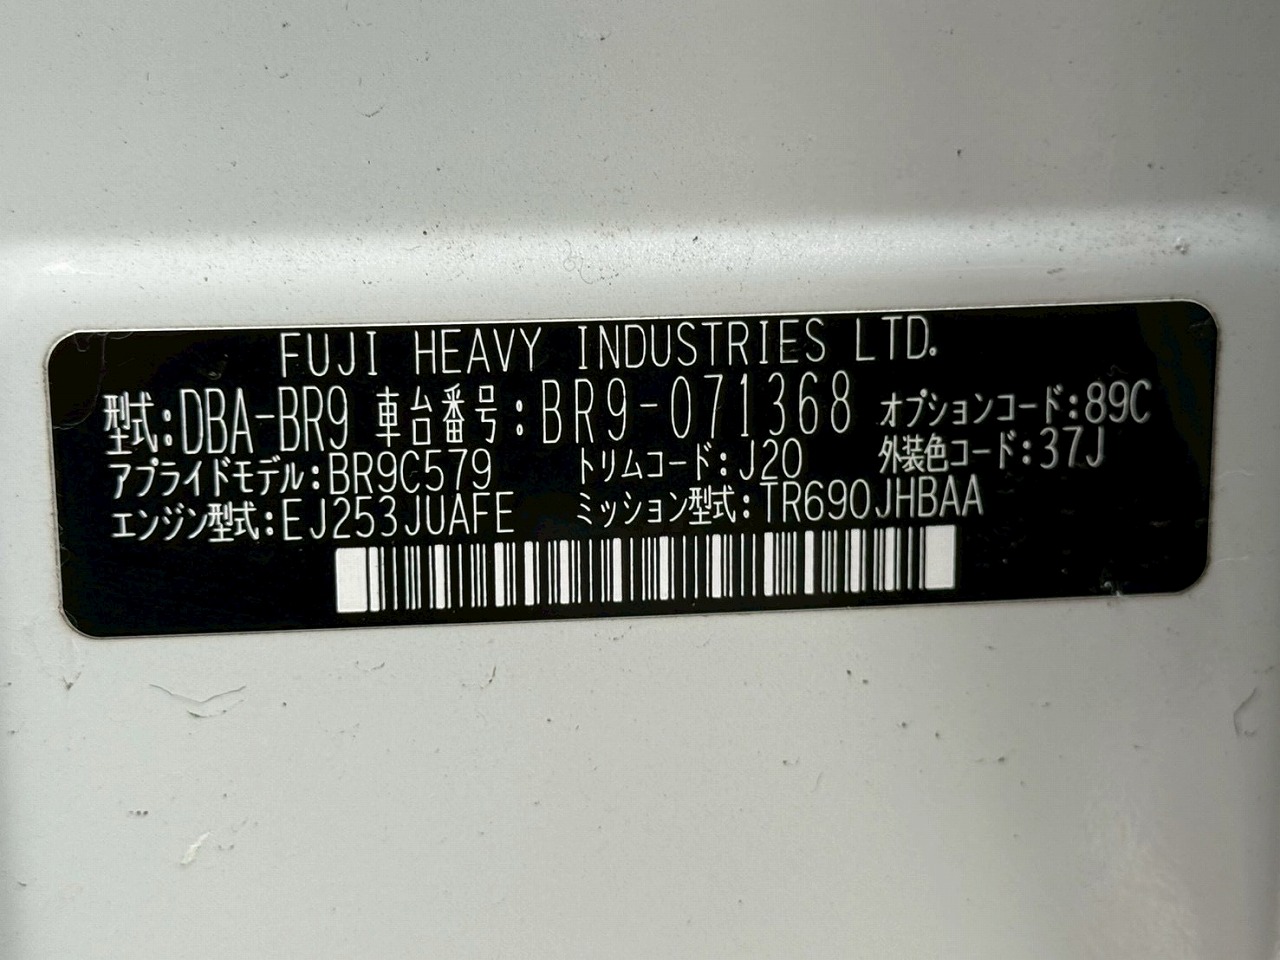 FUJI HEAVY INDUSTRIES LTD.
型式:DBA-BR9 車台番号:BR9-071368 オプションコード:89C
アプライドモデル:BR9C579 トリムコード:J20 外装色コード:37J
エンジン型式:EJ253JUAFE ミッション型式:TR690JHBAA